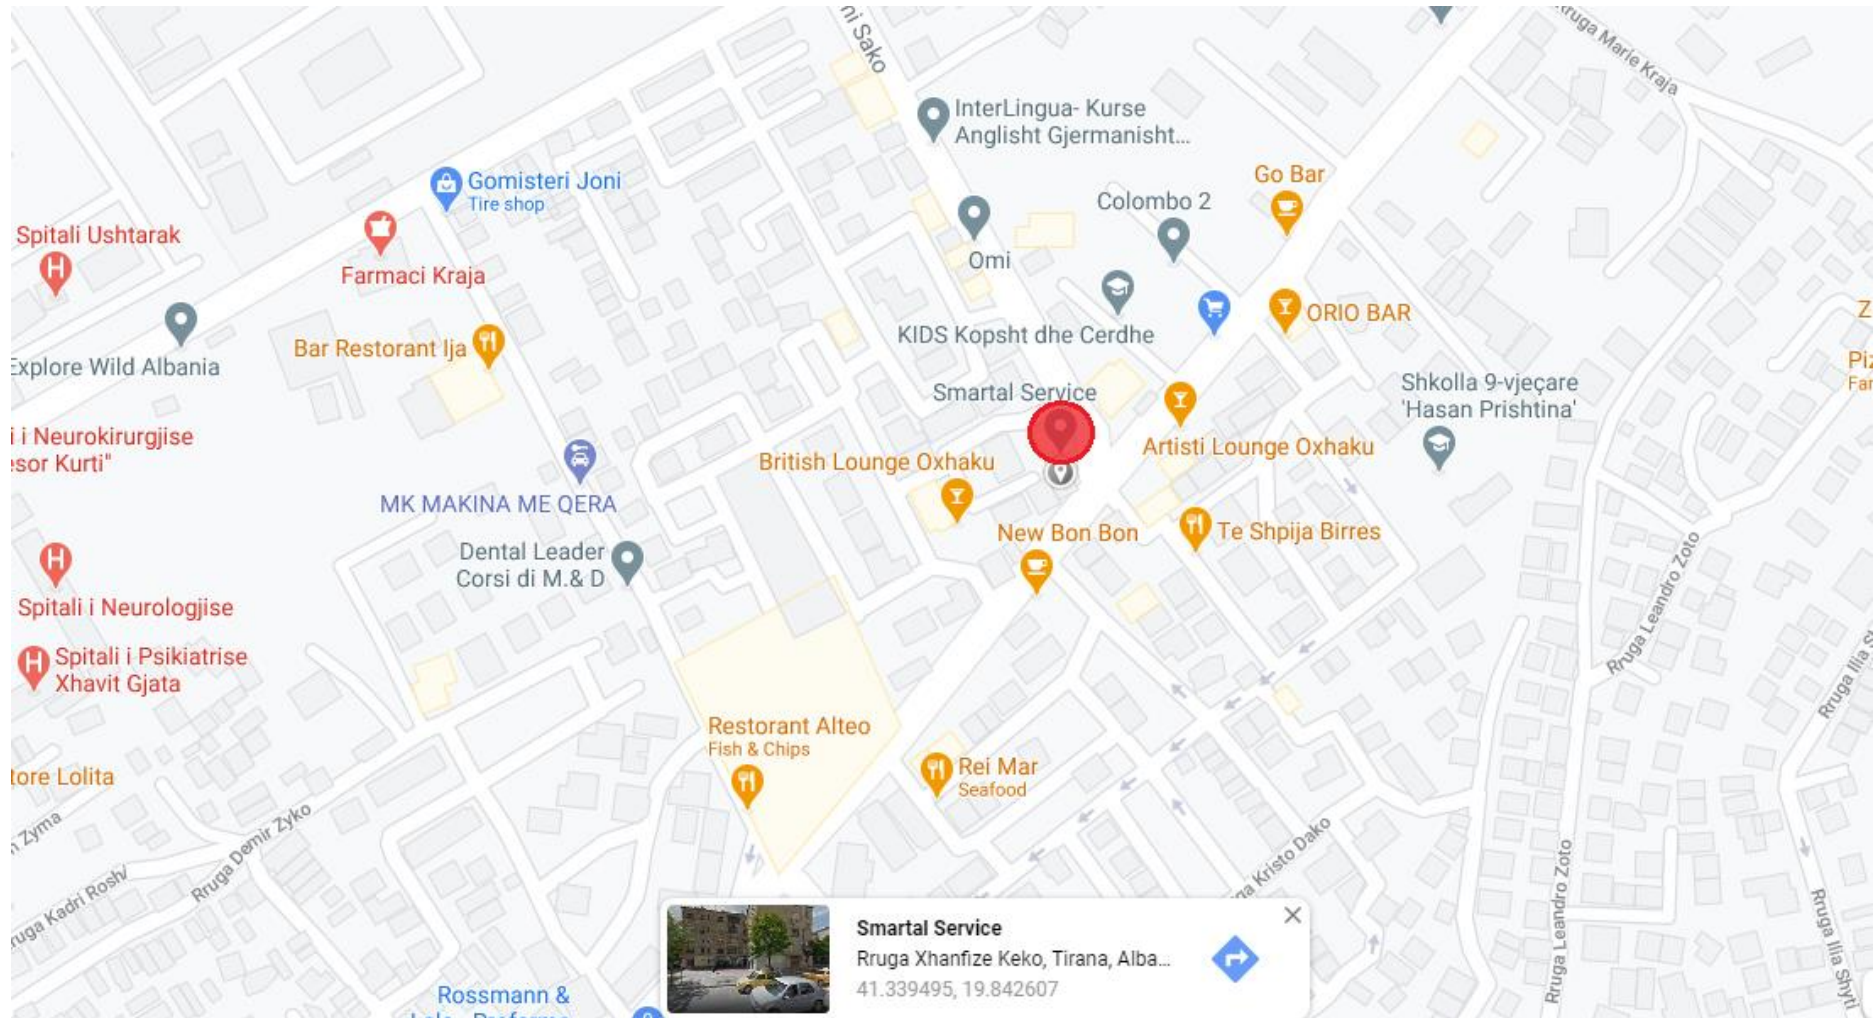 ni Sako
Rruga Marie Kraja
InterLingua- Kurse
Anglisht Gjermanisht...
Gomisteri Joni
Tire shop
Go Bar
Colombo 2
Spitali Ushtarak
Omi
Farmaci Kraja
ORIO BAR
KIDS Kopsht dhe Cerdhe
Bar Restorant Ija
Explore Wild Albania
Z
Piz
Far
Shkolla 9-vjeçare
'Hasan Prishtina'
Smartal Service
i i Neurokirurgjise
esor Kurti"
British Lounge Oxhaku
Artisti Lounge Oxhaku
MK MAKINA ME QERA
New Bon Bon
Te Shpija Birres
Dental Leader
Corsi di M.& D
Spitali i Neurologjise
Rruga Leandro Zoto
Spitali i Psikiatrise
Xhavit Gjata
Rruga Ilia S
Restorant Alteo
Fish & Chips
Rei Mar
Seafood
tore Lolita
Zyma
Rruga Demir Zyko
ruga Kadri Roshi
ga Kristo Dako
Rruga Leandro Zoto
Rruga Ilia Shyti
Smartal Service
Rruga Xhanfize Keko, Tirana, Alba...
41.339495, 19.842607
Rossmann &